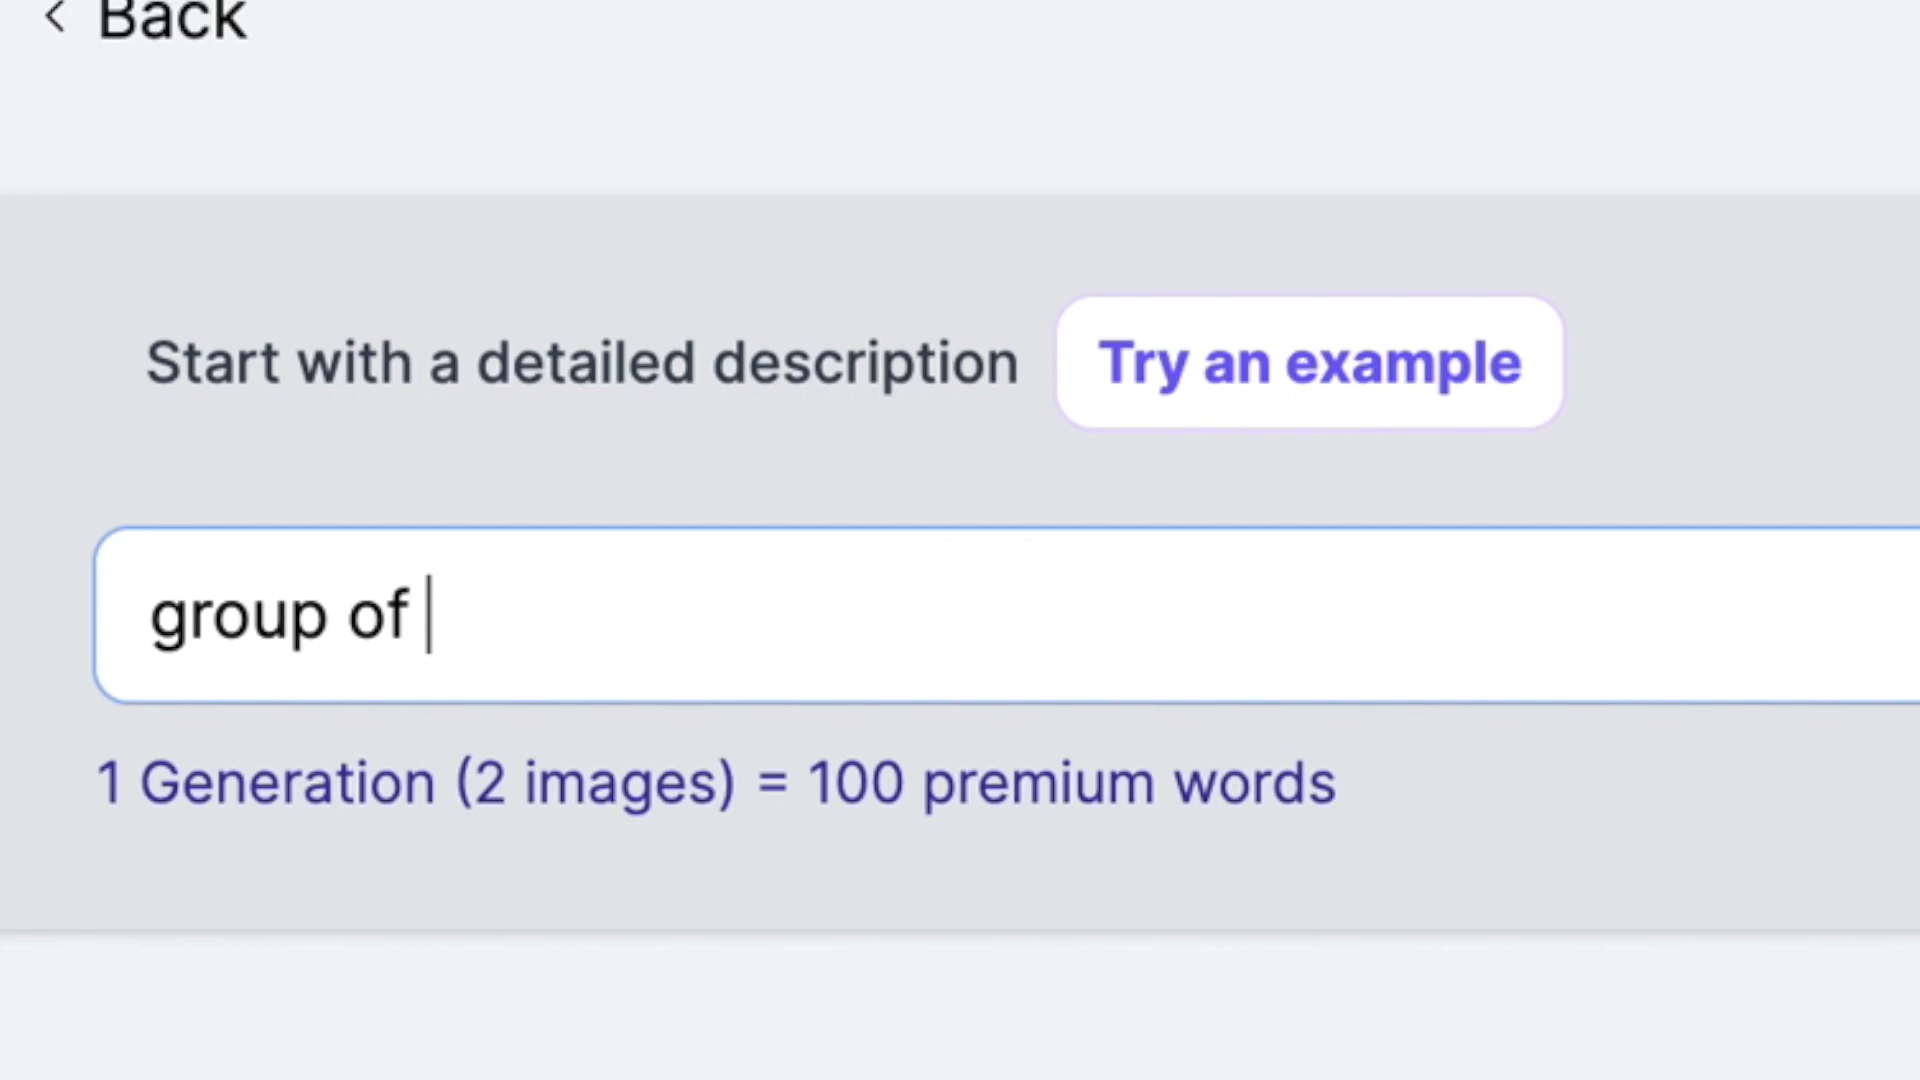 Back
Start with a detailed description Try an example
group of
1 Generation (2 images) = 100 premium words